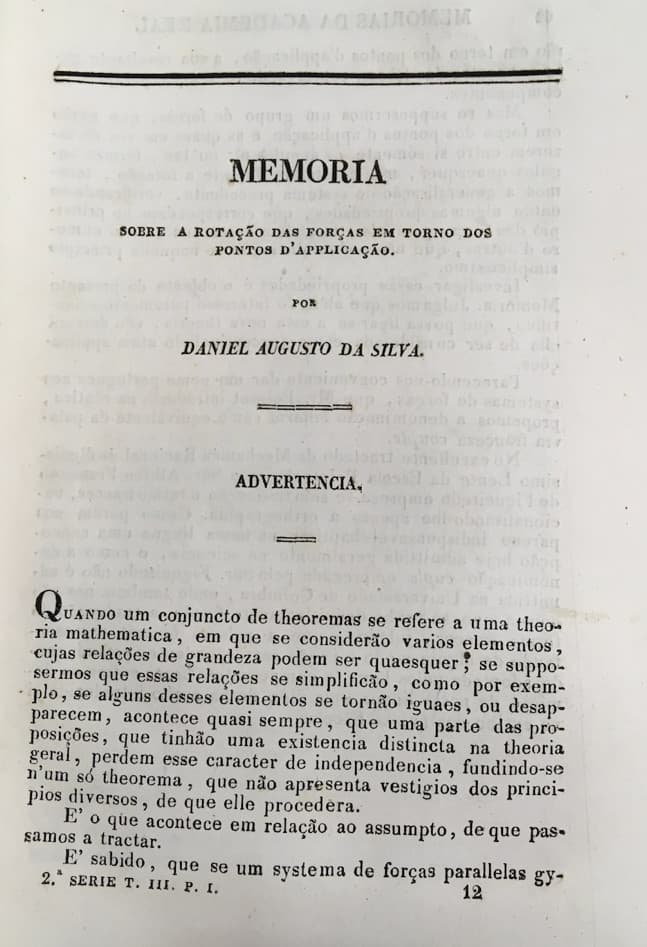 MEMORIA
SOBRE A ROTAÇÃO DAS FORÇAS EM TORNO DOS
PONTOS D'APPLICAÇÃO.
POR
DANIEL AUGUSTO DA SILVA.
ADVERTENCIA.
QUANDO um conjuncto de theoremas se refere a uma theo-
ria mathematica, em que se considerão varios elementos,
cujas relações de grandeza podem ser quaesquer; se suppo-
sermos que essas relações se simplificão, como por exem-
plo, se alguns desses elementos se tornão iguaes, ou desap-
parecem, acontece quasi sempre, que uma parte das pro-
posições, que tinhão uma existencia distincta na theoria
geral, perdem esse caracter de independencia, fundindo-se
n'um só theorema, que não apresenta vestigios dos princi-
pios diversos, de que elle procedêra.
E' o que acontece em relação ao assumpto, de que pas-
samos a tractar.
E' sabido, que se um systema de forças parallelas gy-
2.ª SERIE T. III. P. I. 12